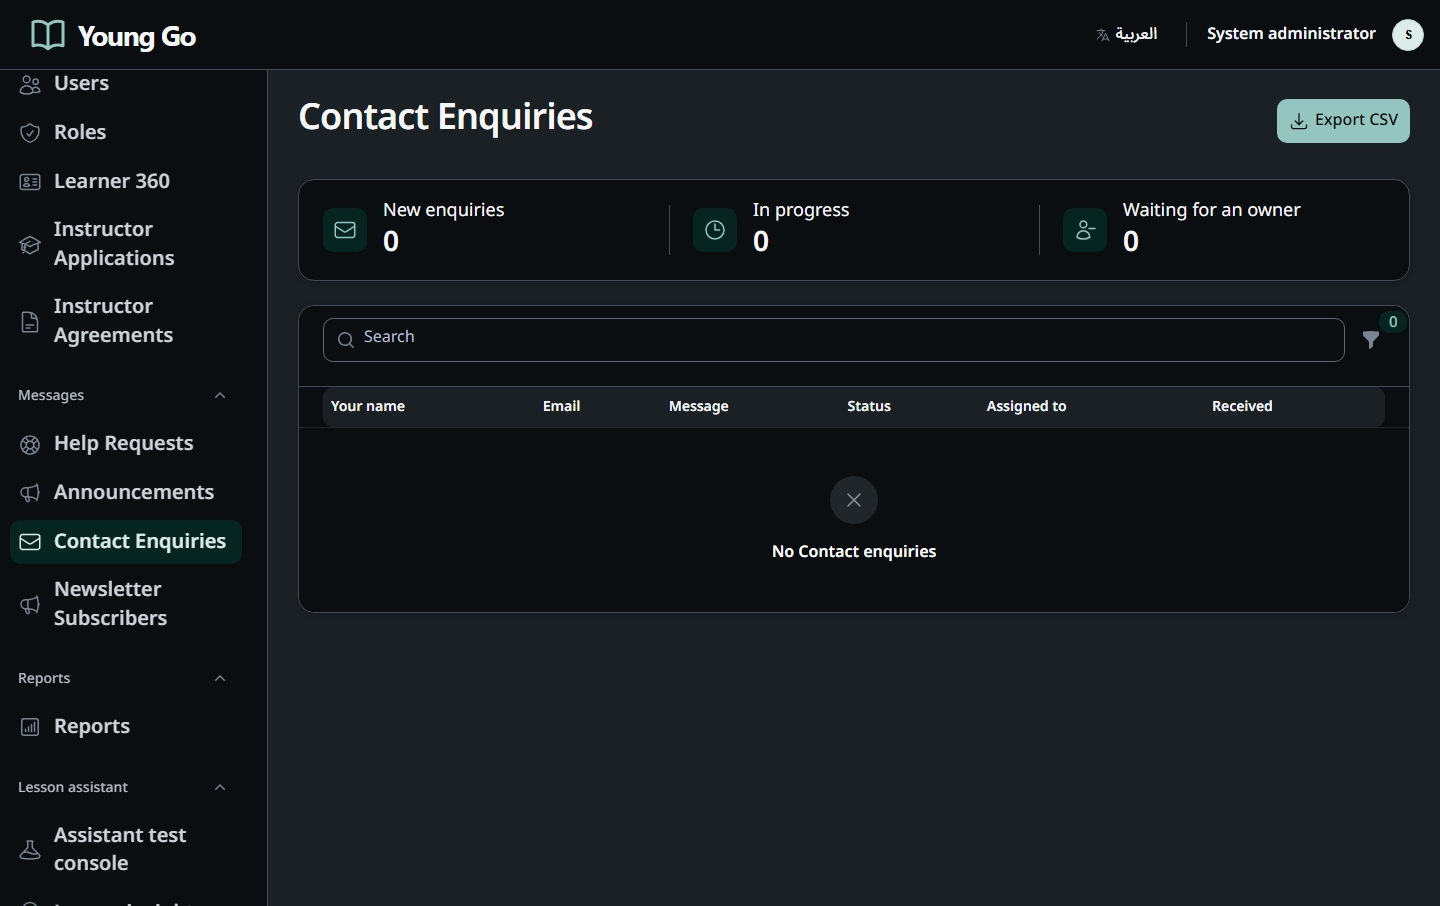 Young Go
العربية
System administrator
S
Users
Roles
Learner 360
Instructor
Applications
Instructor
Agreements
Messages
Help Requests
Announcements
Contact Enquiries
Newsletter
Subscribers
Reports
Reports
Lesson assistant
Assistant test
console
Contact Enquiries
Export CSV
New enquiries
0
In progress
0
Waiting for an owner
0
Search
0
Your name Email Message Status Assigned to Received
No Contact enquiries